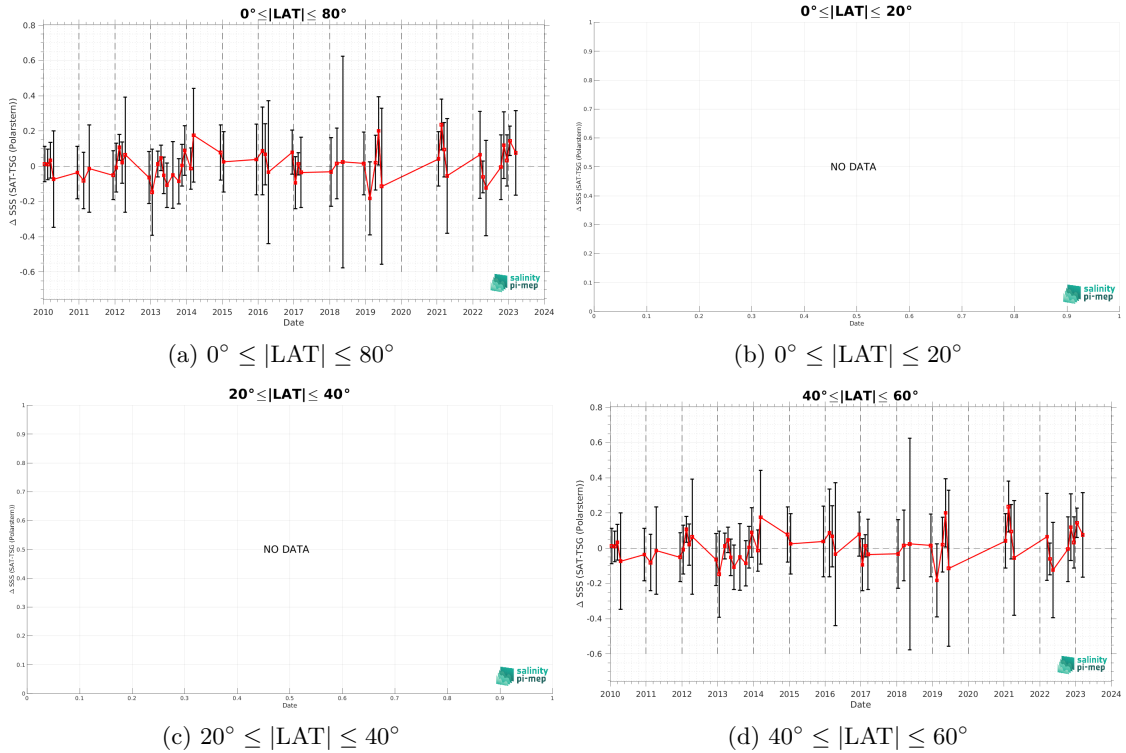 0°≤|LAT|≤ 80°
Δ SSS (SAT-TSG (Polarstern))
0.8
0.6
0.4
0.2
0
-0.2
-0.4
-0.6
2010 2011 2012 2013 2014 2015 2016 2017 2018 2019 2020 2021 2022 2023 2024
Date
salinity
pi-mep
(a) 0° ≤ |LAT| ≤ 80°
0°≤|LAT|≤ 20°
Δ SSS (SAT-TSG (Polarstern))
1
0.9
0.8
0.7
0.6
0.5
0.4
0.3
0.2
0.1
0
NO DATA
0 0.1 0.2 0.3 0.4 0.5 0.6 0.7 0.8 0.9 1
Date
salinity
pi-mep
(b) 0° ≤ |LAT| ≤ 20°
20°≤|LAT|≤ 40°
Δ SSS (SAT-TSG (Polarstern))
1
0.9
0.8
0.7
0.6
0.5
0.4
0.3
0.2
0.1
0
NO DATA
0 0.1 0.2 0.3 0.4 0.5 0.6 0.7 0.8 0.9 1
Date
salinity
pi-mep
(c) 20° ≤ |LAT| ≤ 40°
40°≤|LAT|≤ 60°
Δ SSS (SAT-TSG (Polarstern))
0.8
0.6
0.4
0.2
0
-0.2
-0.4
-0.6
2010 2011 2012 2013 2014 2015 2016 2017 2018 2019 2020 2021 2022 2023 2024
Date
salinity
pi-mep
(d) 40° ≤ |LAT| ≤ 60°